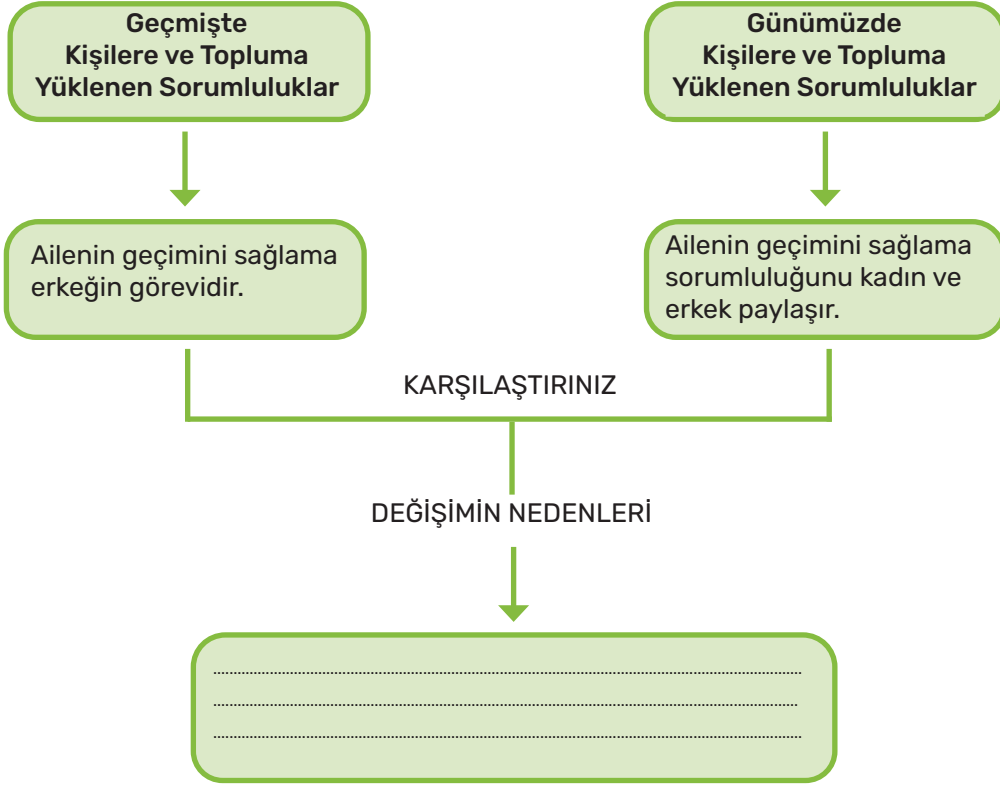 Geçmişte
Kişilere ve Topluma
Yüklenen Sorumluluklar
Günümüzde
Kişilere ve Topluma
Yüklenen Sorumluluklar
Ailenin geçimini sağlama
erkeğin görevidir.
Ailenin geçimini sağlama
sorumluluğunu kadın ve
erkek paylaşır.
KARŞILAŞTIRINIZ
DEĞİŞİMİN NEDENLERİ